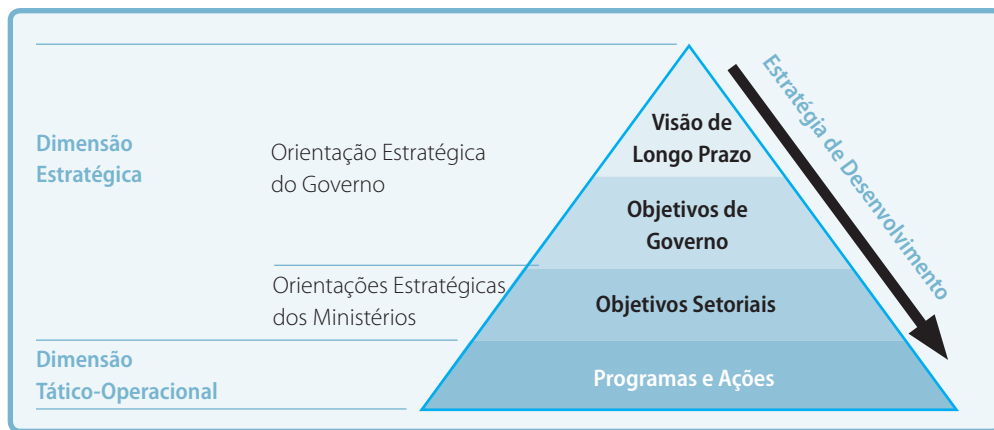 Dimensão
Estratégica
Orientação Estratégica
do Governo
Orientações Estratégicas
dos Ministérios
Dimensão
Tático-Operacional
Visão de
Longo Prazo
Objetivos de
Governo
Objetivos Setoriais
Programas e Ações
Estratégia de Desenvolvimento